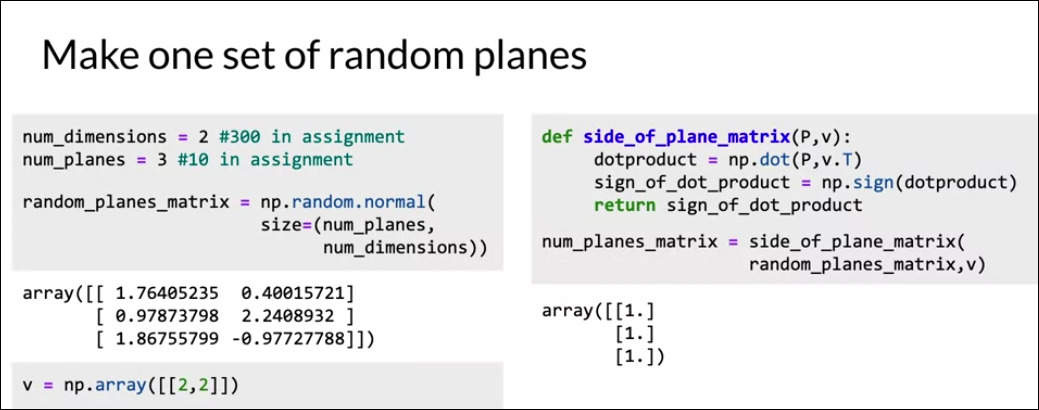 Make one set of random planes
num_dimensions = 2 #300 in assignment
num_planes = 3 #10 in assignment
random_planes_matrix = np.random.normal(
size=(num_planes,
num_dimensions))
array([[ 1.76405235  0.40015721]
[ 0.97873798  2.2408932 ]
[ 1.86755799 -0.97727788]])
v = np.array([[2,2]])
def side_of_plane_matrix(P,v):
dotproduct = np.dot(P,v.T)
sign_of_dot_product = np.sign(dotproduct)
return sign_of_dot_product
num_planes_matrix = side_of_plane_matrix(
random_planes_matrix,v)
array([[1.]
[1.]
[1.])